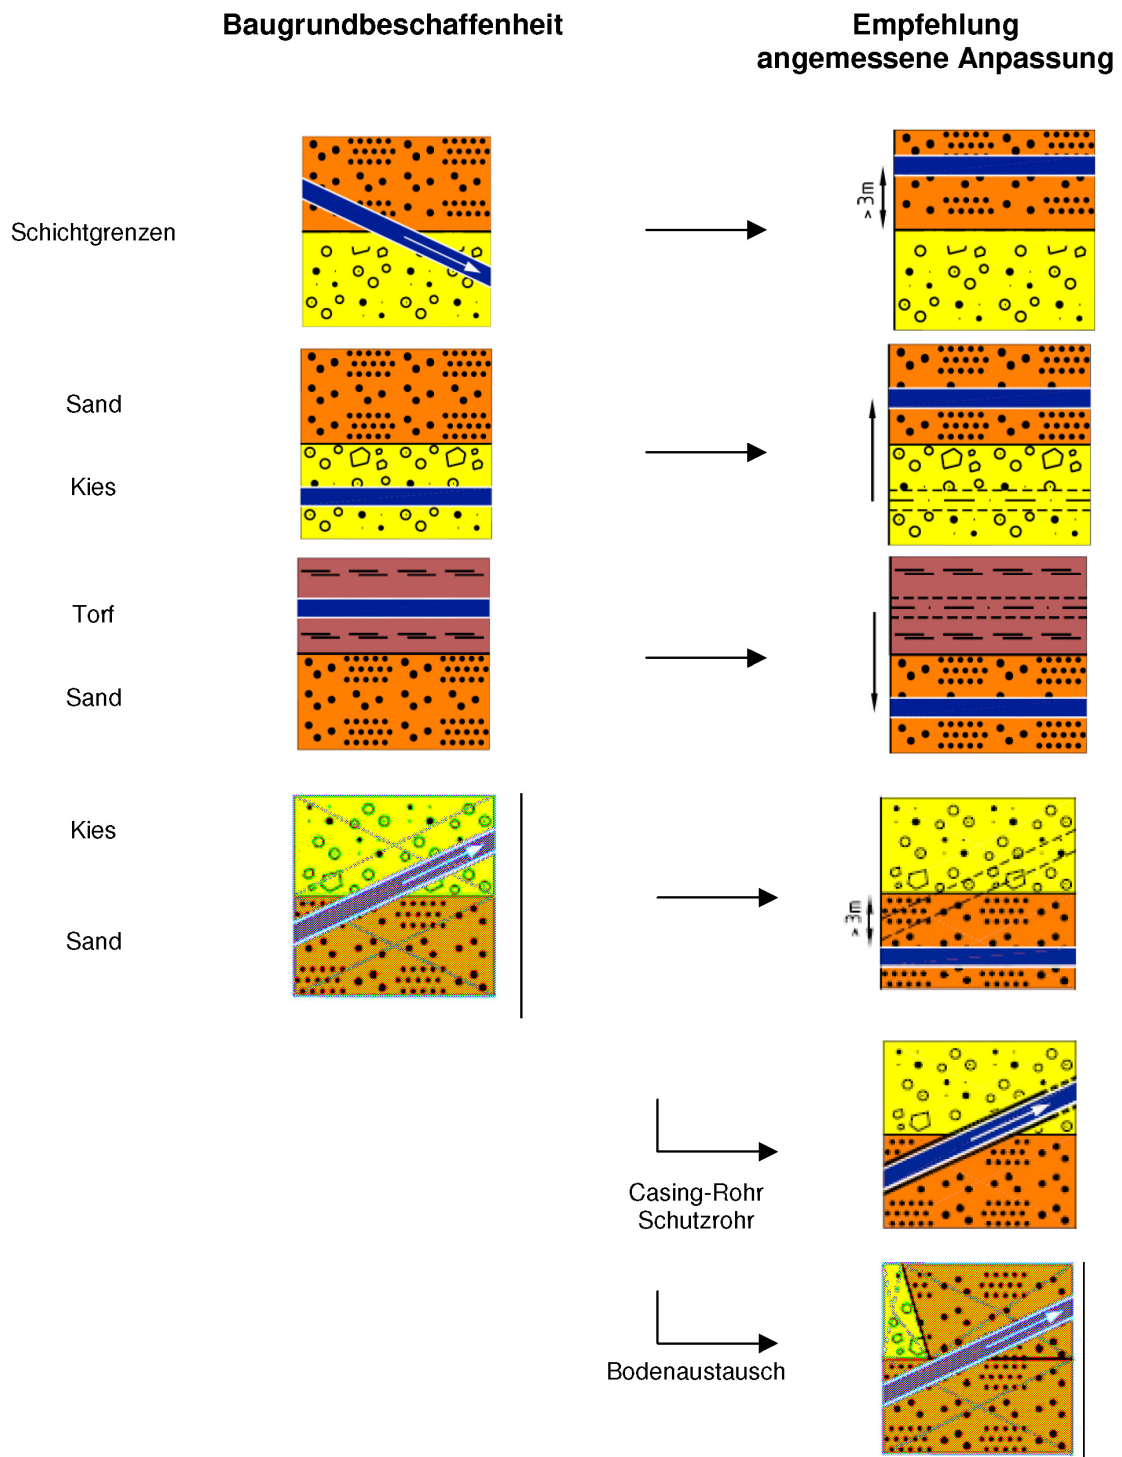 Baugrundbeschaffenheit
Empfehlung
angemessene Anpassung
Schichtgrenzen
> 3m
Sand
Kies
Torf
Sand
Kies
Sand
> 3m
Casing-Rohr
Schutzrohr
Bodenaustausch